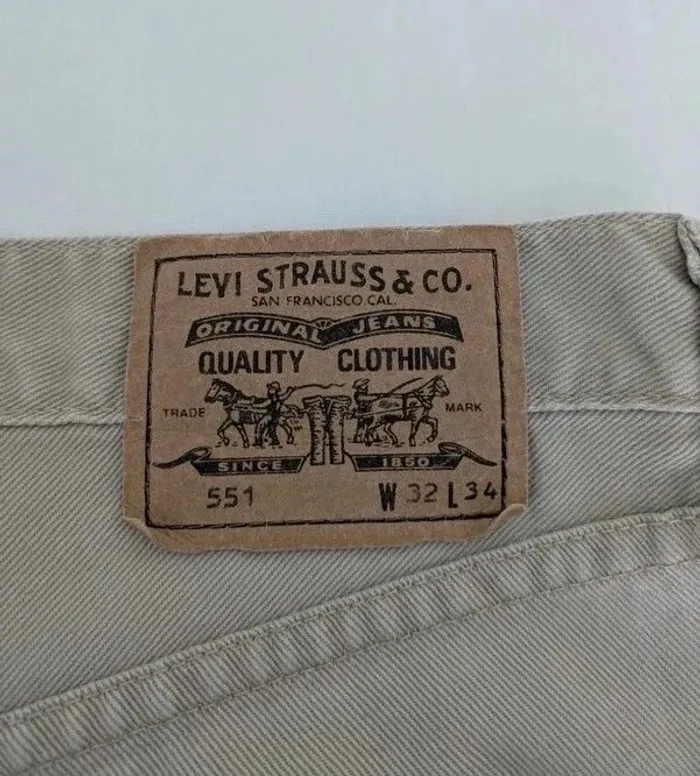 LEVI STRAUSS & CO.
SAN FRANCISCO, CAL.
ORIGINAL JEANS
QUALITY CLOTHING
TRADE MARK
SINCE 1850
551 W 32 L 34